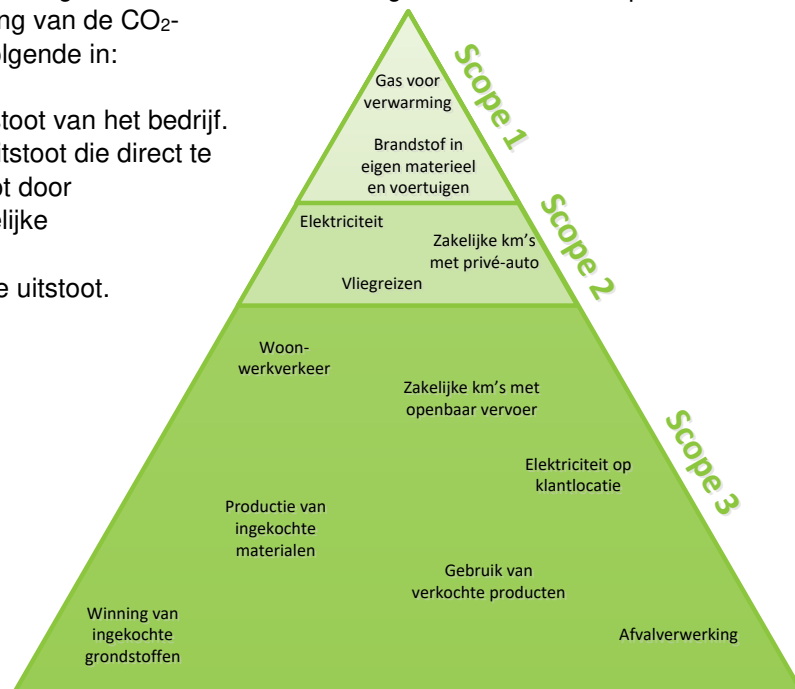 ng van de CO₂-
olgende in:
toot van het bedrijf.
itstoot die direct te
ot door
elijke
e uitstoot.
Scope 1
Gas voor
verwarming
Brandstof in
eigen materieel
en voertuigen
Scope 2
Elektriciteit
Zakelijke km's
met privé-auto
Vliegreizen
Scope 3
Woon-
werkverkeer
Zakelijke km's met
openbaar vervoer
Elektriciteit op
klantlocatie
Productie van
ingekochte
materialen
Gebruik van
verkochte producten
Winning van
ingekochte
grondstoffen
Afvalverwerking